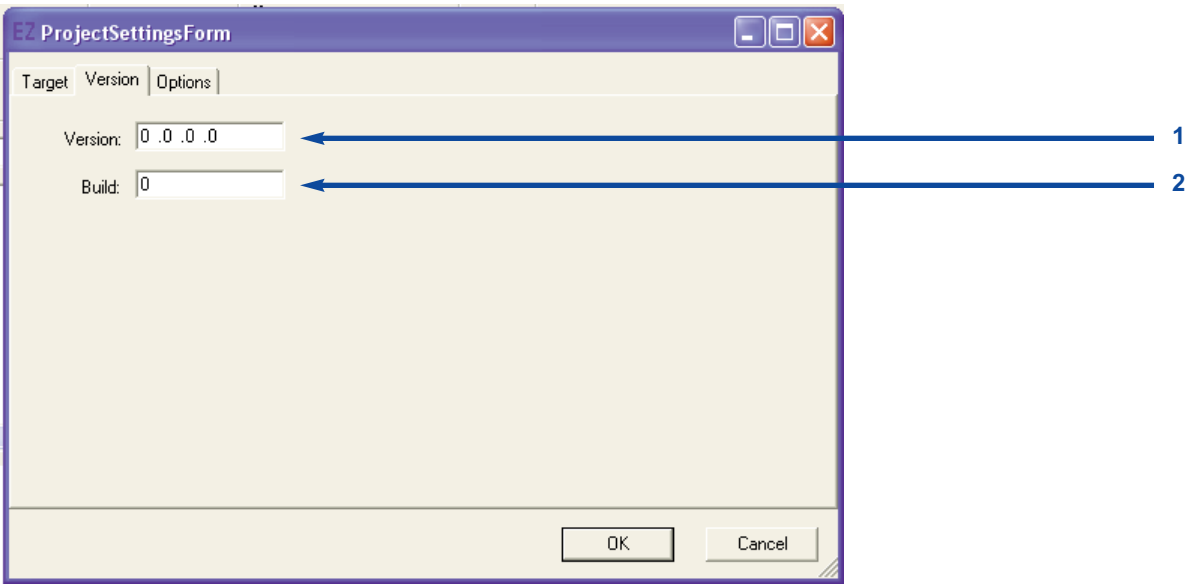 EZ ProjectSettingsForm
Target Version Options
Version: 0 .0 .0 .0 1
Build: 0 2
OK Cancel